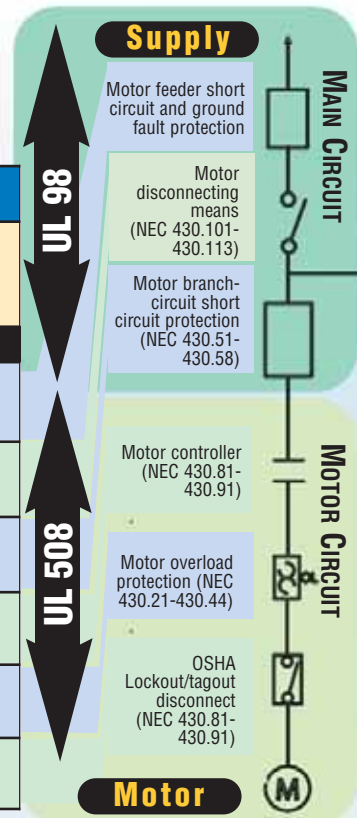 Supply
Motor feeder short
circuit and ground
fault protection
Motor
disconnecting
means
(NEC 430.101-
430.113)
Motor branch-
circuit short
circuit protection
(NEC 430.51-
430.58)
UL 98
MAIN CIRCUIT
Motor controller
(NEC 430.81-
430.91)
Motor overload
protection (NEC
430.21-430.44)
OSHA
Lockout/tagout
disconnect
(NEC 430.81-
430.91)
UL 508
MOTOR CIRCUIT
M
Motor